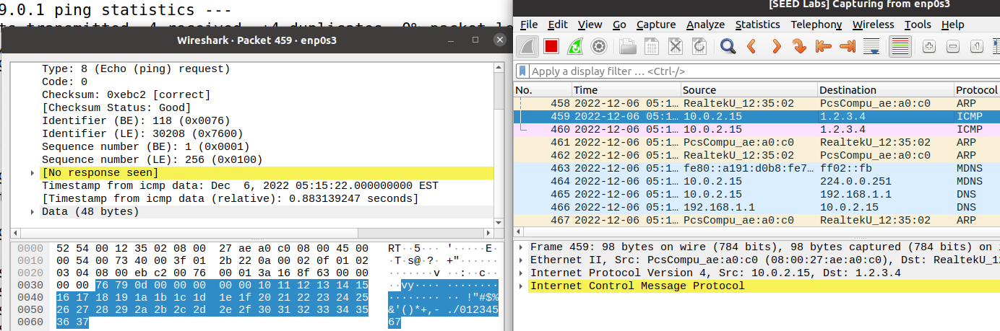 9.0.1 ping statistics ---
Wireshark · Packet 459 · enp0s3
Type: 8 (Echo (ping) request)
Code: 0
Checksum: 0xebc2 [correct]
[Checksum Status: Good]
Identifier (BE): 118 (0x0076)
Identifier (LE): 30208 (0x7600)
Sequence number (BE): 1 (0x0001)
Sequence number (LE): 256 (0x0100)
[No response seen]
Timestamp from icmp data: Dec  6, 2022 05:15:22.000000000 EST
[Timestamp from icmp data (relative): 0.883139247 seconds]
Data (48 bytes)
0000 52 54 00 12 35 02 08 00 27 ae a0 c0 08 00 45 00 RT··5···'·····E·
0010 00 54 00 73 40 00 3f 01 2b 22 0a 00 02 0f 01 02 ·T·s@·?·+"······
0020 03 04 08 00 eb c2 00 76 00 01 3a 16 8f 63 00 00 ·······v··:··c··
0030 00 00 76 79 0d 00 00 00 00 00 10 11 12 13 14 15 ··vy············
0040 16 17 18 19 1a 1b 1c 1d 1e 1f 20 21 22 23 24 25 ·········· !"#$%
0050 26 27 28 29 2a 2b 2c 2d 2e 2f 30 31 32 33 34 35 &'()*+,-./012345
0060 36 37 67
[SEED Labs] Capturing from enp0s3
File Edit View Go Capture Analyze Statistics Telephony Wireless Tools Help
Apply a display filter … <Ctrl-/>
No. Time Source Destination Protocol
458 2022-12-06 05:1… RealtekU_12:35:02 PcsCompu_ae:a0:c0 ARP
459 2022-12-06 05:1… 10.0.2.15 1.2.3.4 ICMP
460 2022-12-06 05:1… 10.0.2.15 1.2.3.4 ICMP
461 2022-12-06 05:1… PcsCompu_ae:a0:c0 RealtekU_12:35:02 ARP
462 2022-12-06 05:1… RealtekU_12:35:02 PcsCompu_ae:a0:c0 ARP
463 2022-12-06 05:1… fe80::a191:d0b8:fe7… ff02::fb MDNS
464 2022-12-06 05:1… 10.0.2.15 224.0.0.251 MDNS
465 2022-12-06 05:1… 10.0.2.15 192.168.1.1 DNS
466 2022-12-06 05:1… 192.168.1.1 10.0.2.15 DNS
467 2022-12-06 05:1… PcsCompu_ae:a0:c0 RealtekU_12:35:02 ARP
Frame 459: 98 bytes on wire (784 bits), 98 bytes captured (784 bits) on
Ethernet II, Src: PcsCompu_ae:a0:c0 (08:00:27:ae:a0:c0), Dst: RealtekU_12
Internet Protocol Version 4, Src: 10.0.2.15, Dst: 1.2.3.4
Internet Control Message Protocol